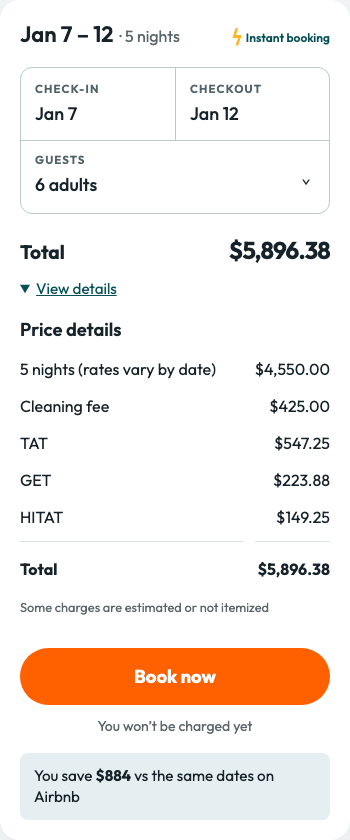 Jan 7 – 12 · 5 nights
Instant booking
CHECK-IN
Jan 7
CHECKOUT
Jan 12
GUESTS
6 adults
Total $5,896.38
▼ View details
Price details
5 nights (rates vary by date) $4,550.00
Cleaning fee $425.00
TAT $547.25
GET $223.88
HITAT $149.25
Total $5,896.38
Some charges are estimated or not itemized
Book now
You won't be charged yet
You save $884 vs the same dates on
Airbnb